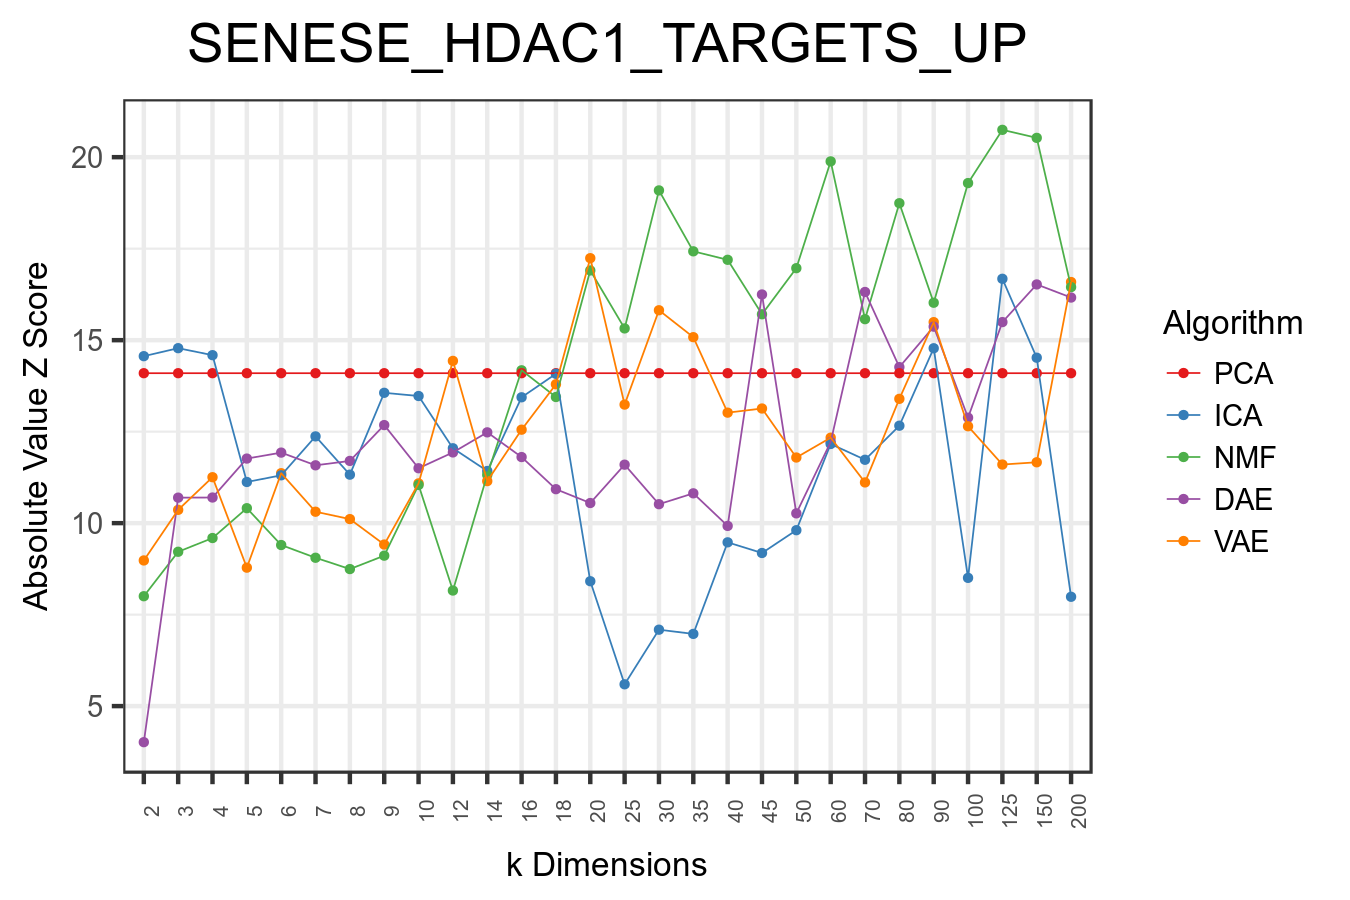 SENESE_HDAC1_TARGETS_UP
Absolute Value Z Score
20
15
10
5
2 3 4 5 6 7 8 9 10 12 14 16 18 20 25 30 35 40 45 50 60 70 80 90 100 125 150 200
k Dimensions
Algorithm
PCA
ICA
NMF
DAE
VAE